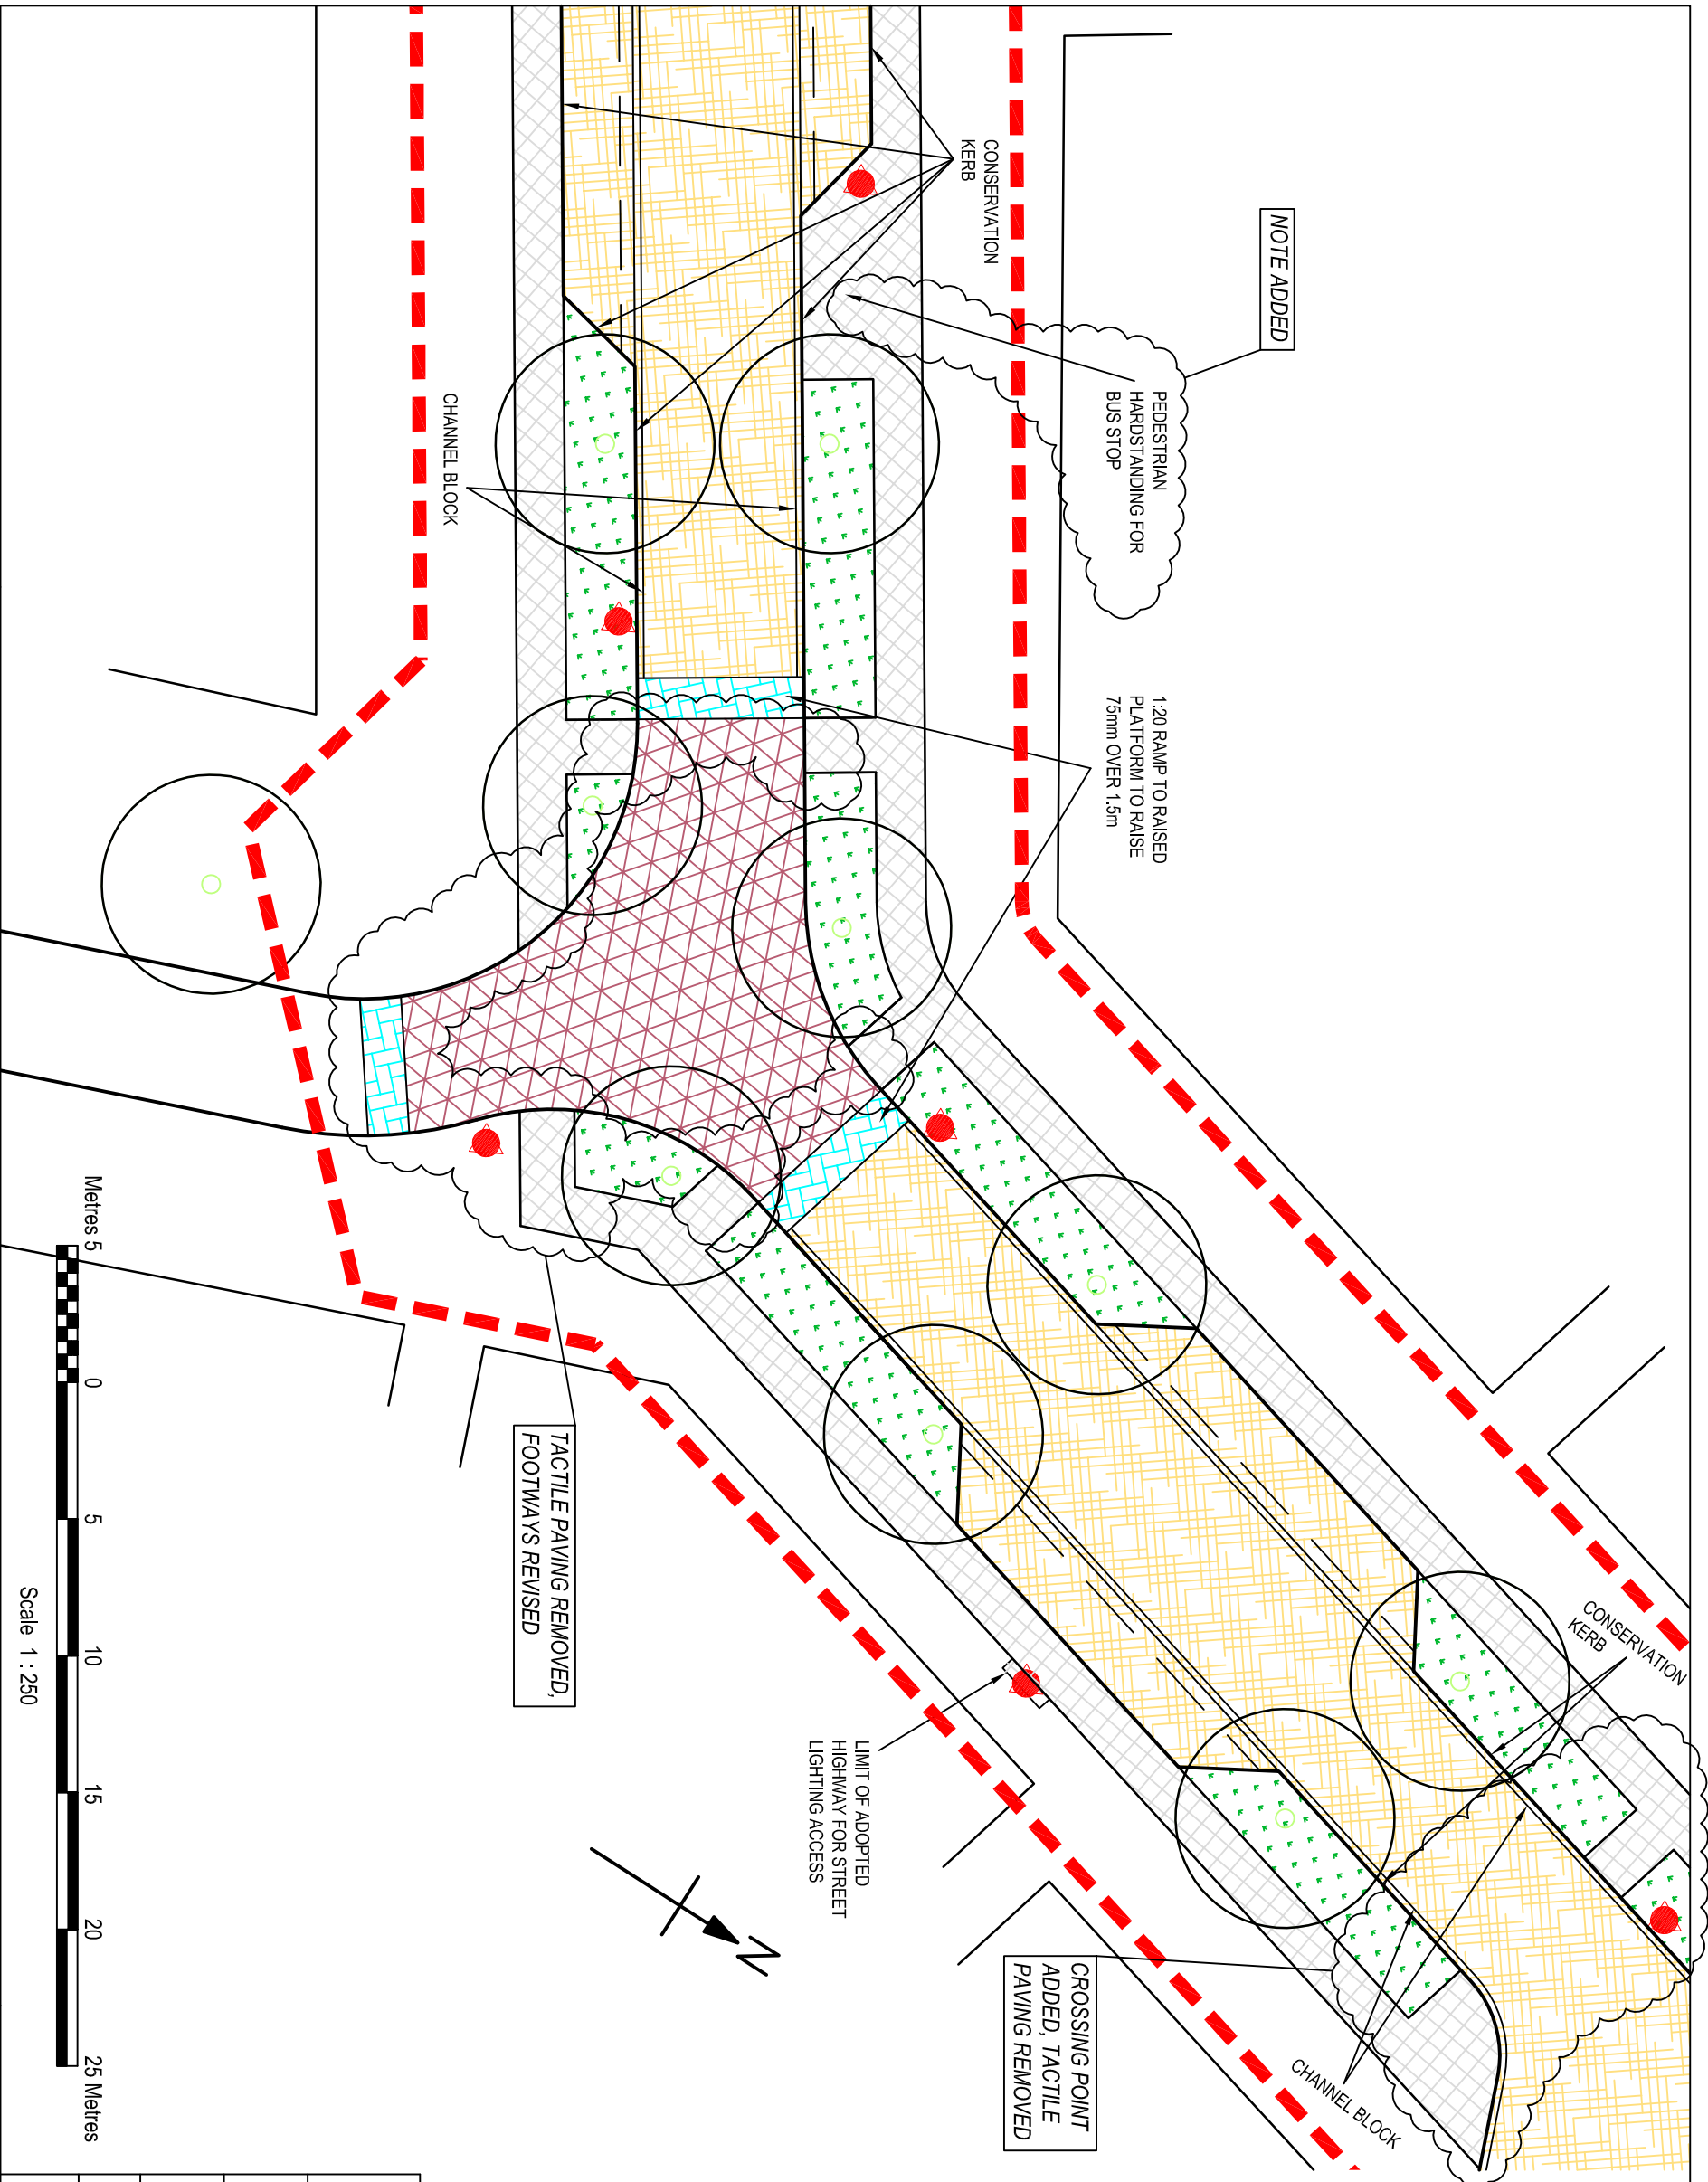 NOTE ADDED
CONSERVATION
KERB
PEDESTRIAN
HARDSTANDING FOR
BUS STOP
CHANNEL BLOCK
1:20 RAMP TO RAISED
PLATFORM TO RAISE
75mm OVER 1.5m
TACTILE PAVING REMOVED,
FOOTWAYS REVISED
CONSERVATION
KERB
LIMIT OF ADOPTED
HIGHWAY FOR STREET
LIGHTING ACCESS
CROSSING POINT
ADDED, TACTILE
PAVING REMOVED
CHANNEL BLOCK
N
Metres 5 0 5 10 15 20 25 Metres
Scale 1 : 250